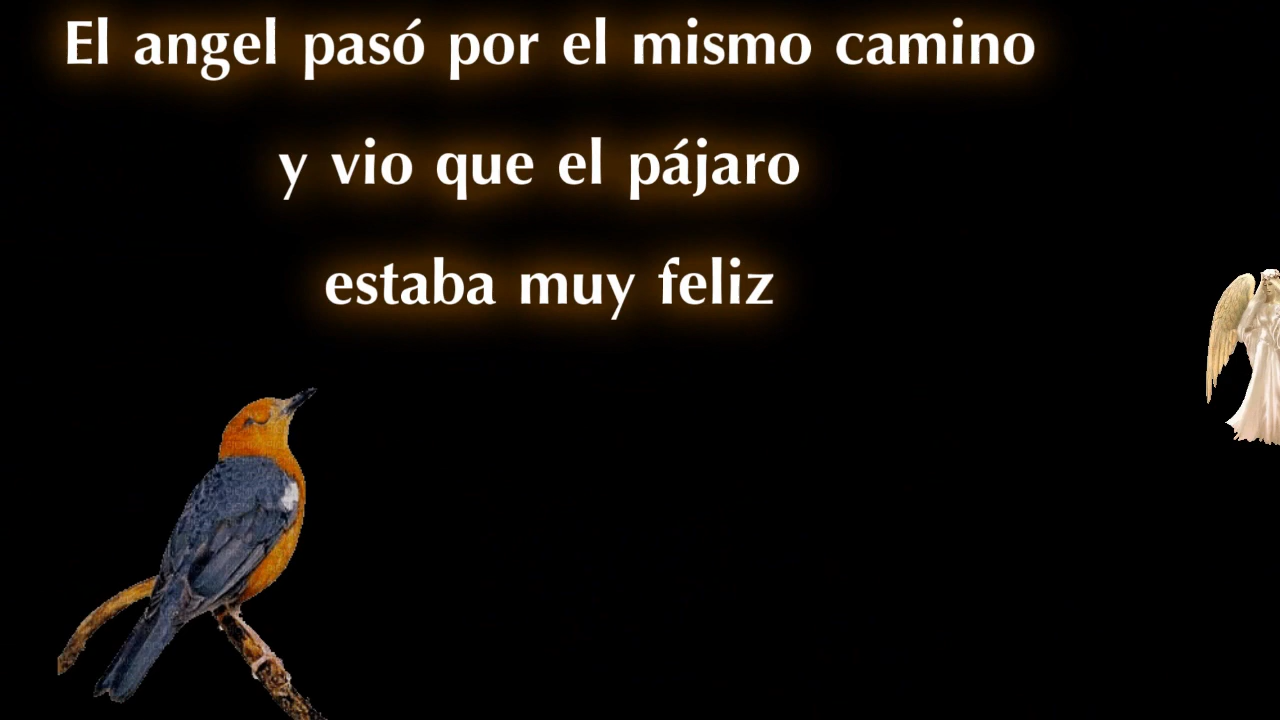 El angel pasó por el mismo camino
y vio que el pájaro
estaba muy feliz